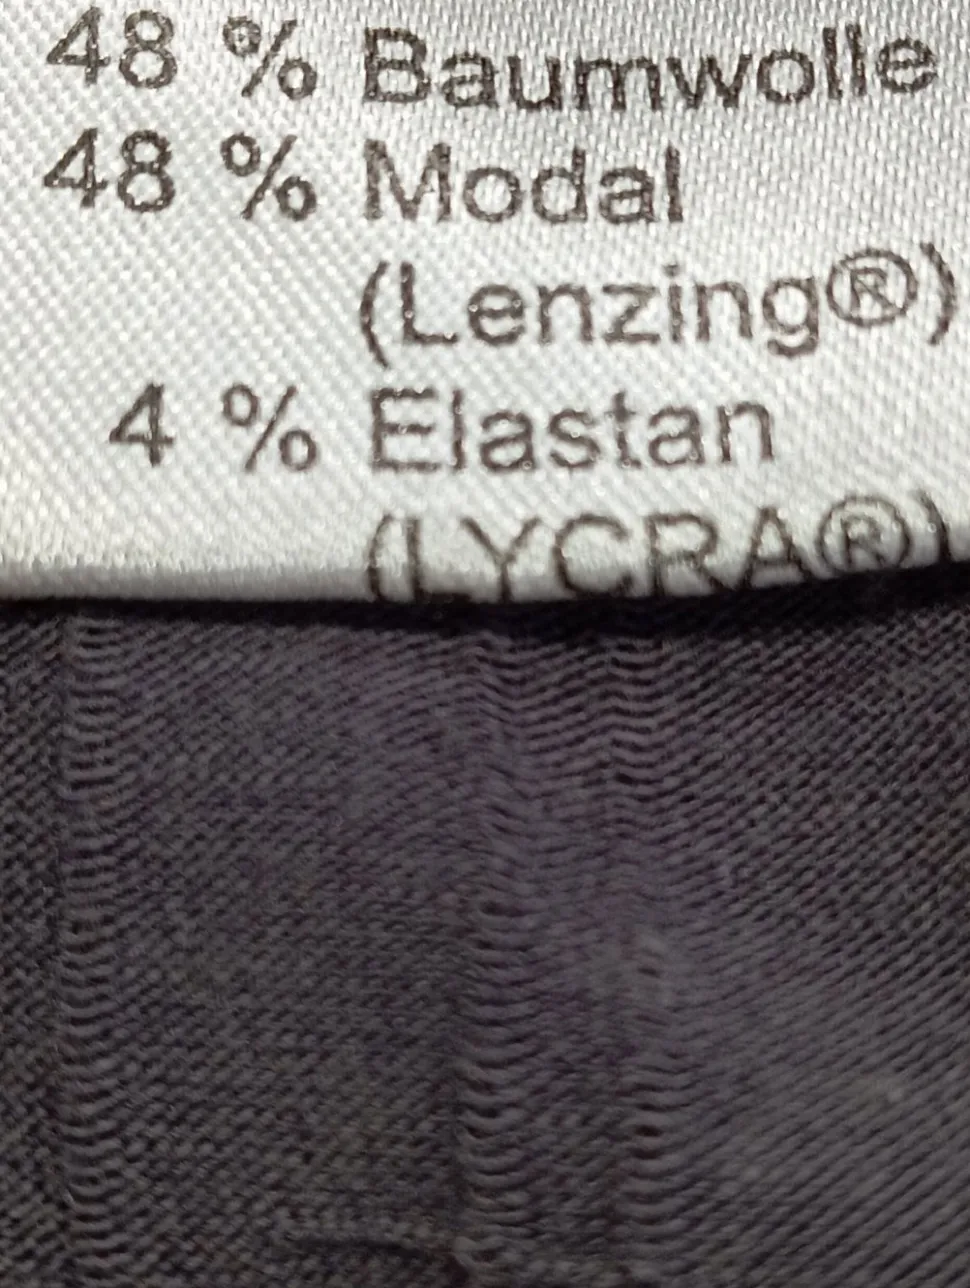 48 % Baumwolle
48 % Modal
(Lenzing®)
4 % Elastan
(LYCRA®)